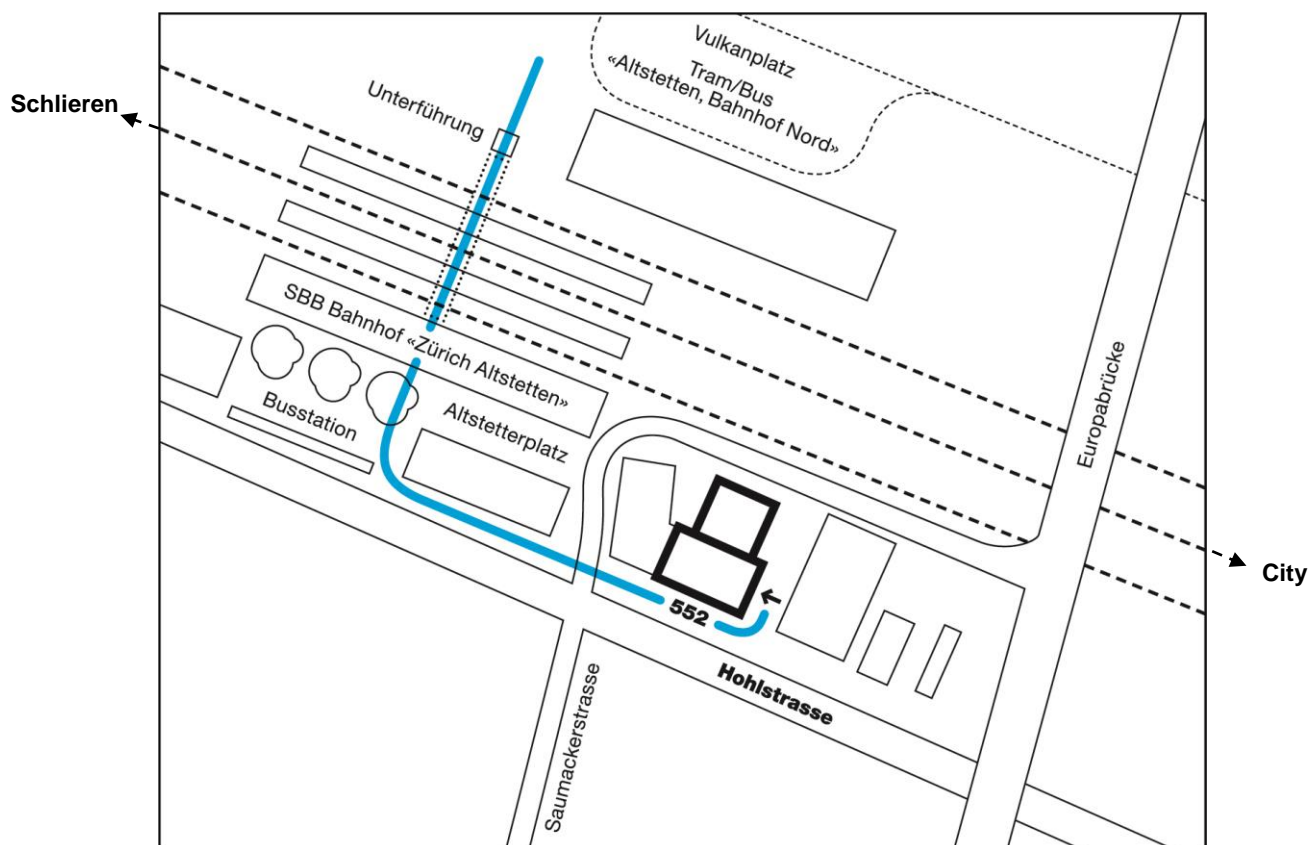 Vulkanplatz
Tram/Bus
«Altstetten, Bahnhof Nord»
Schlieren
Unterführung
SBB Bahnhof «Zürich Altstetten»
Busstation
Altstetterplatz
Europabrücke
City
552
Hohlstrasse
Saumackerstrasse